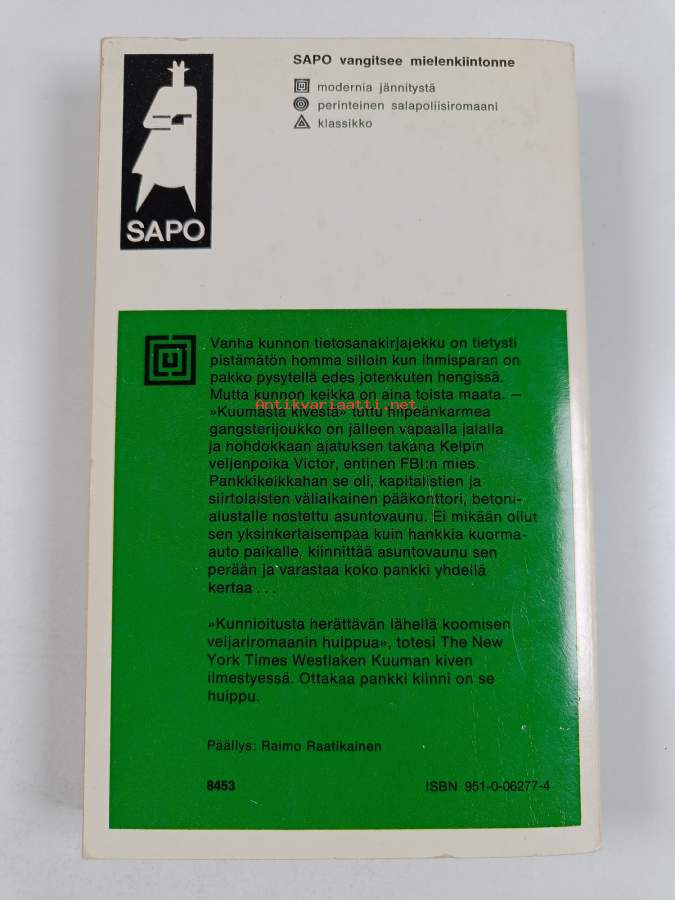 SAPO
SAPO vangitsee mielenkiintonne
modernia jännitystä
perinteinen salapoliisiromaani
klassikko
Vanha kunnon tietosanakirjajekku on tietysti
pistämätön homma silloin kun ihmisparan on
pakko pysytellä edes jotenkuten hengissä.
Mutta kunnon keikka on aina toista maata. –
Antikvariaatti.net
»Kuumasta kivestä» tuttu hilpeänkarmea
gangsterijoukko on jälleen vapaalla jalalla
ja hohdokkaan ajatuksen takana Kelpin
veljenpoika Victor, entinen FBI:n mies.
Pankkikeikkahan se oli, kapitalistien ja
siirtolaisten väliaikainen pääkonttori, betoni-
alustalle nostettu asuntovaunu. Ei mikään ollut
sen yksinkertaisempaa kuin hankkia kuorma-
auto paikalle, kiinnittää asuntovaunu sen
perään ja varastaa koko pankki yhdellä
kertaa ...
»Kunnioitusta herättävän lähellä koomisen
veijariromaanin huippua», totesi The New
York Times Westlaken Kuuman kiven
ilmestyessä. Ottakaa pankki kiinni on se
huippu.
Päällys: Raimo Raatikainen
8453
ISBN 951-0-06277-4